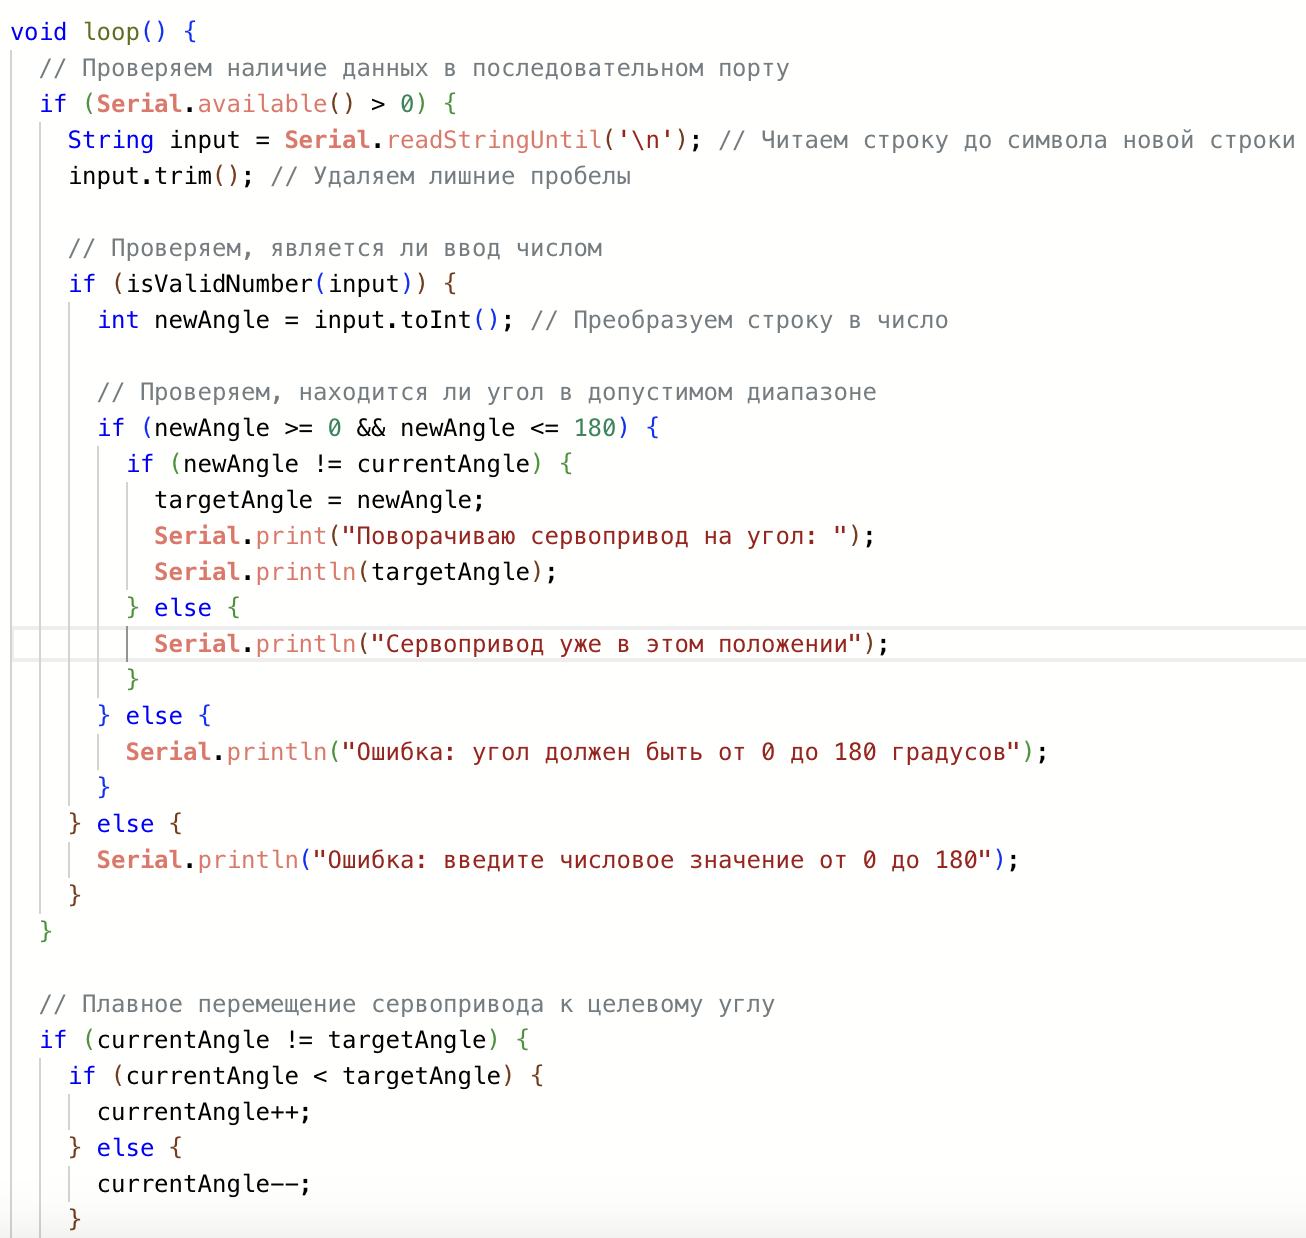 void loop() {
// Проверяем наличие данных в последовательном порту
if (Serial.available() > 0) {
String input = Serial.readStringUntil('\n'); // Читаем строку до символа новой строки
input.trim(); // Удаляем лишние пробелы
// Проверяем, является ли ввод числом
if (isValidNumber(input)) {
int newAngle = input.toInt(); // Преобразуем строку в число
// Проверяем, находится ли угол в допустимом диапазоне
if (newAngle >= 0 && newAngle <= 180) {
if (newAngle != currentAngle) {
targetAngle = newAngle;
Serial.print("Поворачиваю сервопривод на угол: ");
Serial.println(targetAngle);
} else {
Serial.println("Сервопривод уже в этом положении");
}
} else {
Serial.println("Ошибка: угол должен быть от 0 до 180 градусов");
}
} else {
Serial.println("Ошибка: введите числовое значение от 0 до 180");
}
}
// Плавное перемещение сервопривода к целевому углу
if (currentAngle != targetAngle) {
if (currentAngle < targetAngle) {
currentAngle++;
} else {
currentAngle--;
}